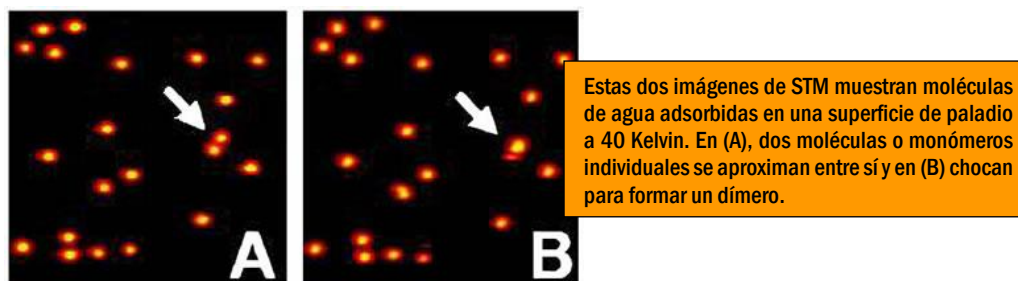 A
B
Estas dos imágenes de STM muestran moléculas
de agua adsorbidas en una superficie de paladio
a 40 Kelvin. En (A), dos moléculas o monómeros
individuales se aproximan entre sí y en (B) chocan
para formar un dímero.